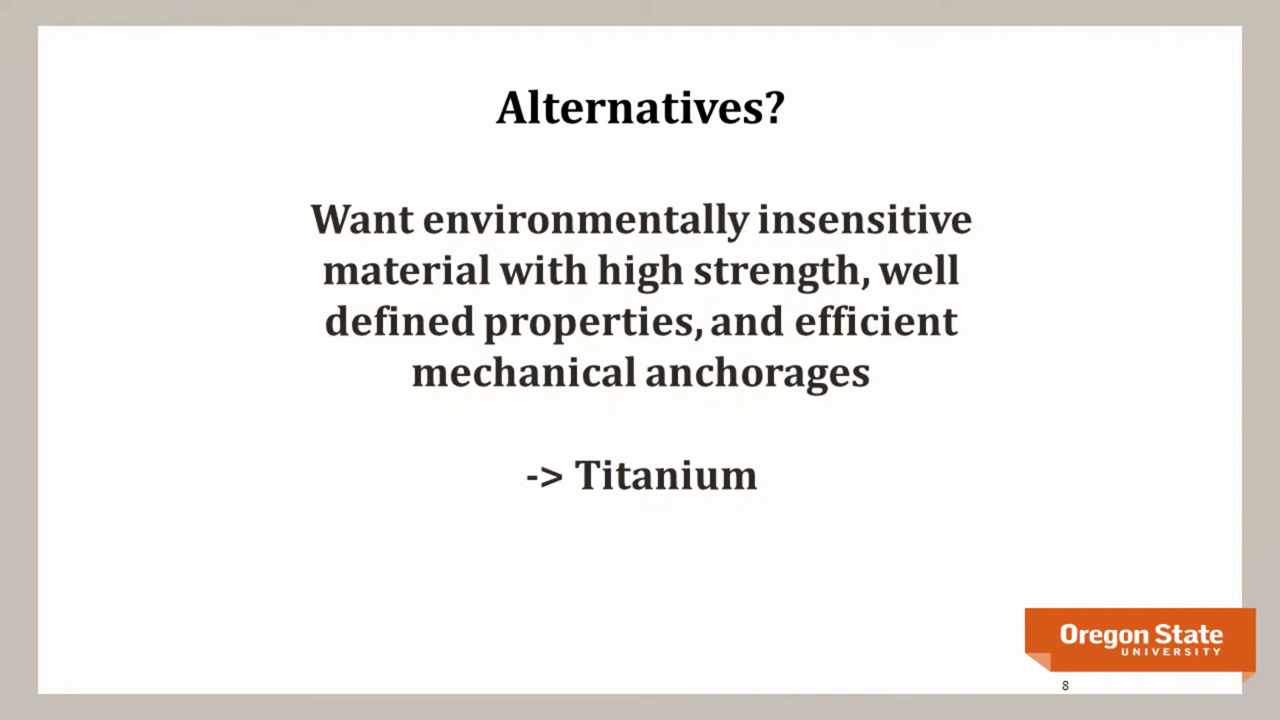 Alternatives?
Want environmentally insensitive
material with high strength, well
defined properties, and efficient
mechanical anchorages
-> Titanium
Oregon State
UNIVERSITY
8